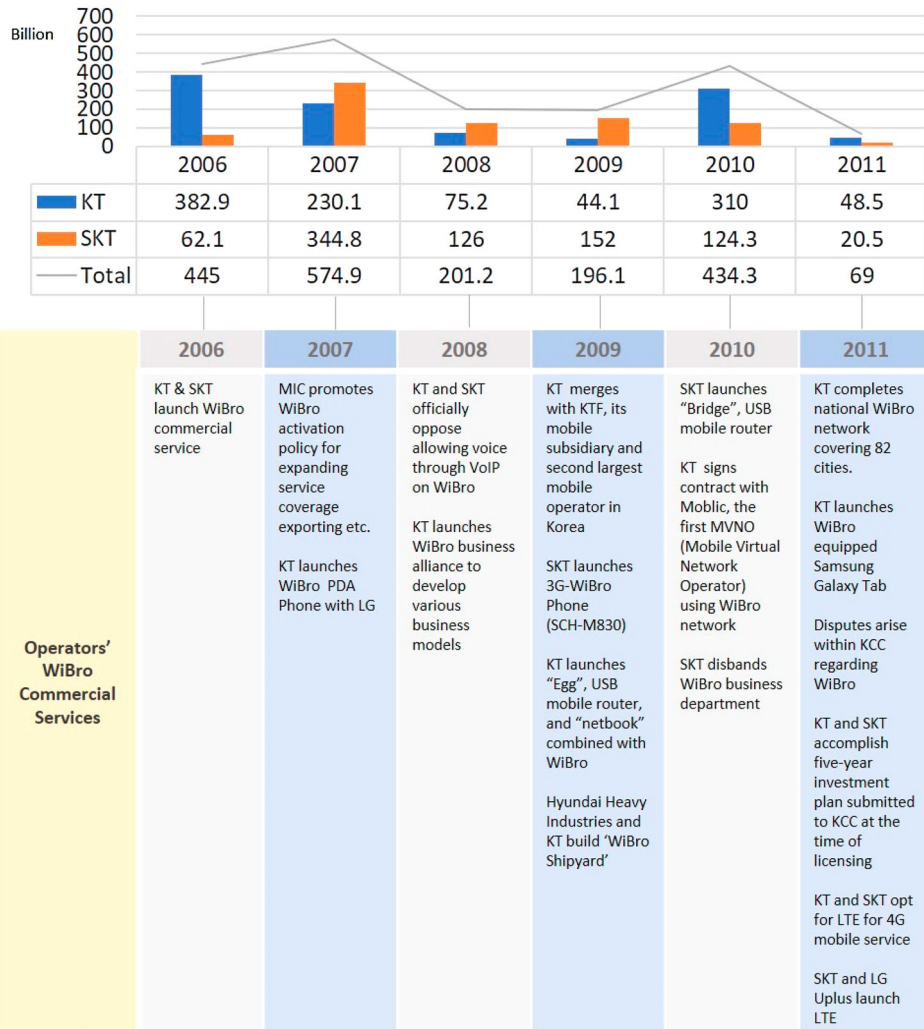 Billion
700
600
500
400
300
200
100
0
2006 2007 2008 2009 2010 2011
KT 382.9 230.1 75.2 44.1 310 48.5
SKT 62.1 344.8 126 152 124.3 20.5
Total 445 574.9 201.2 196.1 434.3 69
Operators’
WiBro
Commercial
Services
2006
KT & SKT
launch WiBro
commercial
service
2007
MIC promotes
WiBro
activation
policy for
expanding
service
coverage
exporting etc.
KT launches
WiBro PDA
Phone with LG
2008
KT and SKT
officially
oppose
allowing voice
through VoIP
on WiBro
KT launches
WiBro business
alliance to
develop
various
business
models
2009
KT merges
with KTF, its
mobile
subsidiary and
second largest
mobile
operator in
Korea
SKT launches
3G-WiBro
Phone
(SCH-M830)
KT launches
“Egg”, USB
mobile router,
and “netbook”
combined with
WiBro
Hyundai Heavy
Industries and
KT build ‘WiBro
Shipyard’
2010
SKT launches
“Bridge”, USB
mobile router
KT signs
contract with
Moblic, the
first MVNO
(Mobile Virtual
Network
Operator)
using WiBro
network
SKT disbands
WiBro business
department
2011
KT completes
national WiBro
network
covering 82
cities.
KT launches
WiBro
equipped
Samsung
Galaxy Tab
Disputes arise
within KCC
regarding
WiBro
KT and SKT
accomplish
five-year
investment
plan submitted
to KCC at the
time of
licensing
KT and SKT opt
for LTE for 4G
mobile service
SKT and LG
Uplus launch
LTE